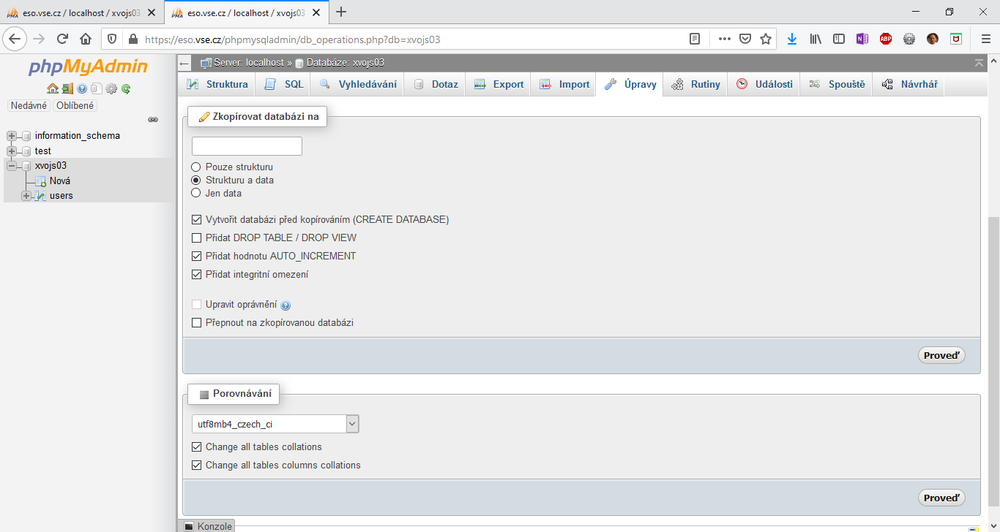 eso.vse.cz / localhost / xvojs03
eso.vse.cz / localhost / xvojs03
https://eso.vse.cz/phpmysqladmin/db_operations.php?db=xvojs03
ABP
phpMyAdmin
Nedávné Oblíbené
information_schema
test
xvojs03
Nová
users
Server: localhost » Databáze: xvojs03
Struktura SQL Vyhledávání Dotaz Export Import Úpravy Rutiny Události Spouště Návrhář
Zkopírovat databázi na
Pouze strukturu
Strukturu a data
Jen data
Vytvořit databázi před kopírováním (CREATE DATABASE)
Přidat DROP TABLE / DROP VIEW
Přidat hodnotu AUTO_INCREMENT
Přidat integritní omezení
Upravit oprávnění
Přepnout na zkopírovanou databázi
Proveď
Porovnávání
utf8mb4_czech_ci
Change all tables collations
Change all tables columns collations
Proveď
Konzole